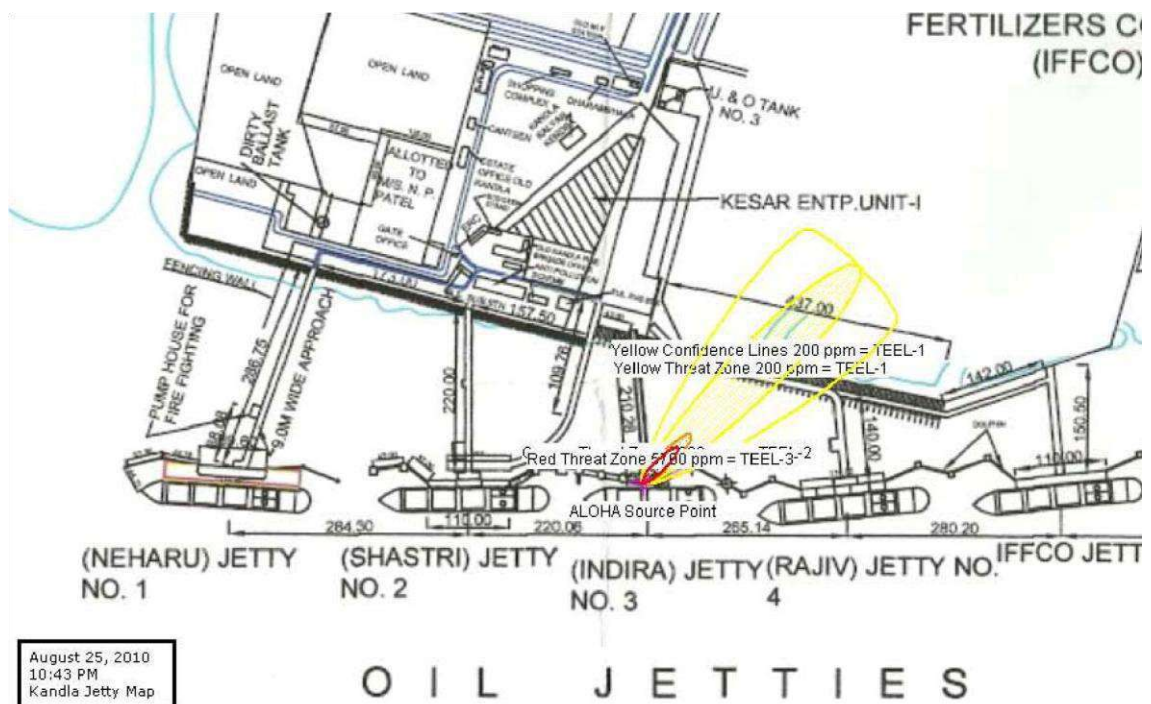 FERTILIZERS
(IFFCO)
OPEN LAND
OPEN LAND
SHOPPING
COMPLEX
DHARAMSHALA
U. & O TANK
NO. 3
DIRTY
BALLAST
TANK
CANTEEN
OPEN LAND
ALLOTTED
TO
M/S. N. P.
PATEL
ESTATE
OFFICE OLD
KANDLA
KESAR ENTP.UNIT-I
GATE
OFFICE
FENCING WALL
173.00
157.50
437.00
PUMP HOUSE FOR
FIRE FIGHTING
286.75
9.0M WIDE APPROACH
220.00
210.28
Yellow Confidence Lines 200 ppm = TEEL-1
Yellow Threat Zone 200 ppm = TEEL-1
142.00
140.00
150.50
DOLPHIN
110.00
Red Threat Zone 5700 ppm = TEEL-3
ALOHA Source Point
110.00
284.30
220.06
265.14
280.20
(NEHARU) JETTY
NO. 1
(SHASTRI) JETTY
NO. 2
(INDIRA) JETTY
NO. 3
(RAJIV) JETTY NO.
4
IFFCO JETT
August 25, 2010
10:43 PM
Kandla Jetty Map
OIL JETTIES